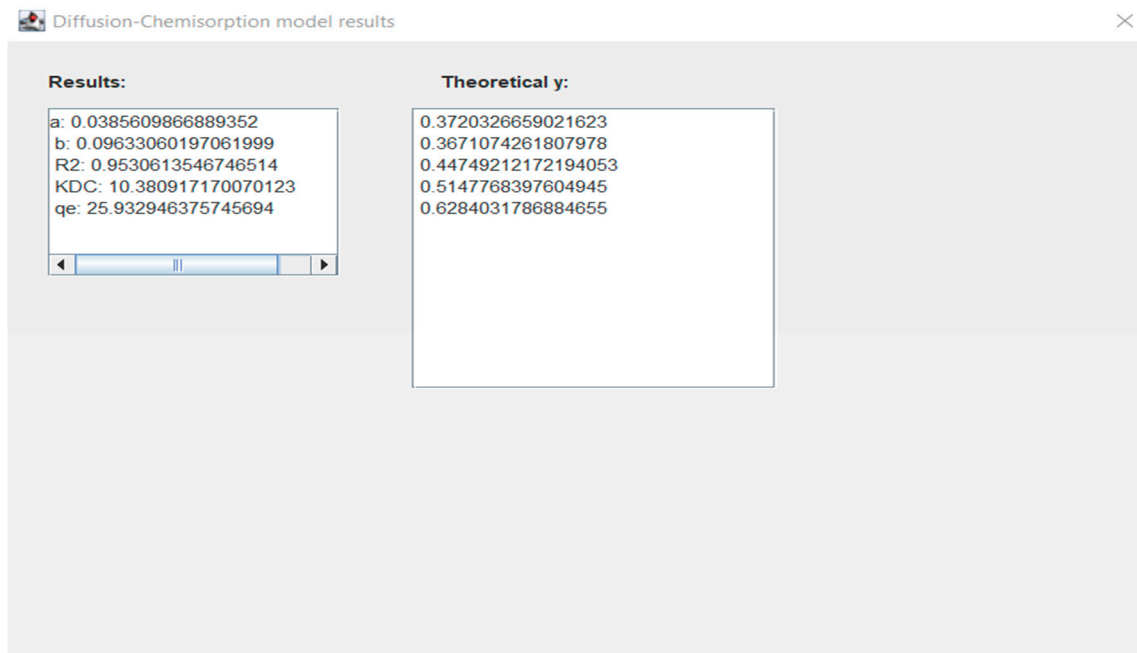 Diffusion-Chemisorption model results
Results:
a: 0.0385609866889352
b: 0.09633060197061999
R2: 0.9530613546746514
KDC: 10.380917170070123
qe: 25.932946375745694
Theoretical y:
0.3720326659021623
0.3671074261807978
0.44749212172194053
0.5147768397604945
0.6284031786884655